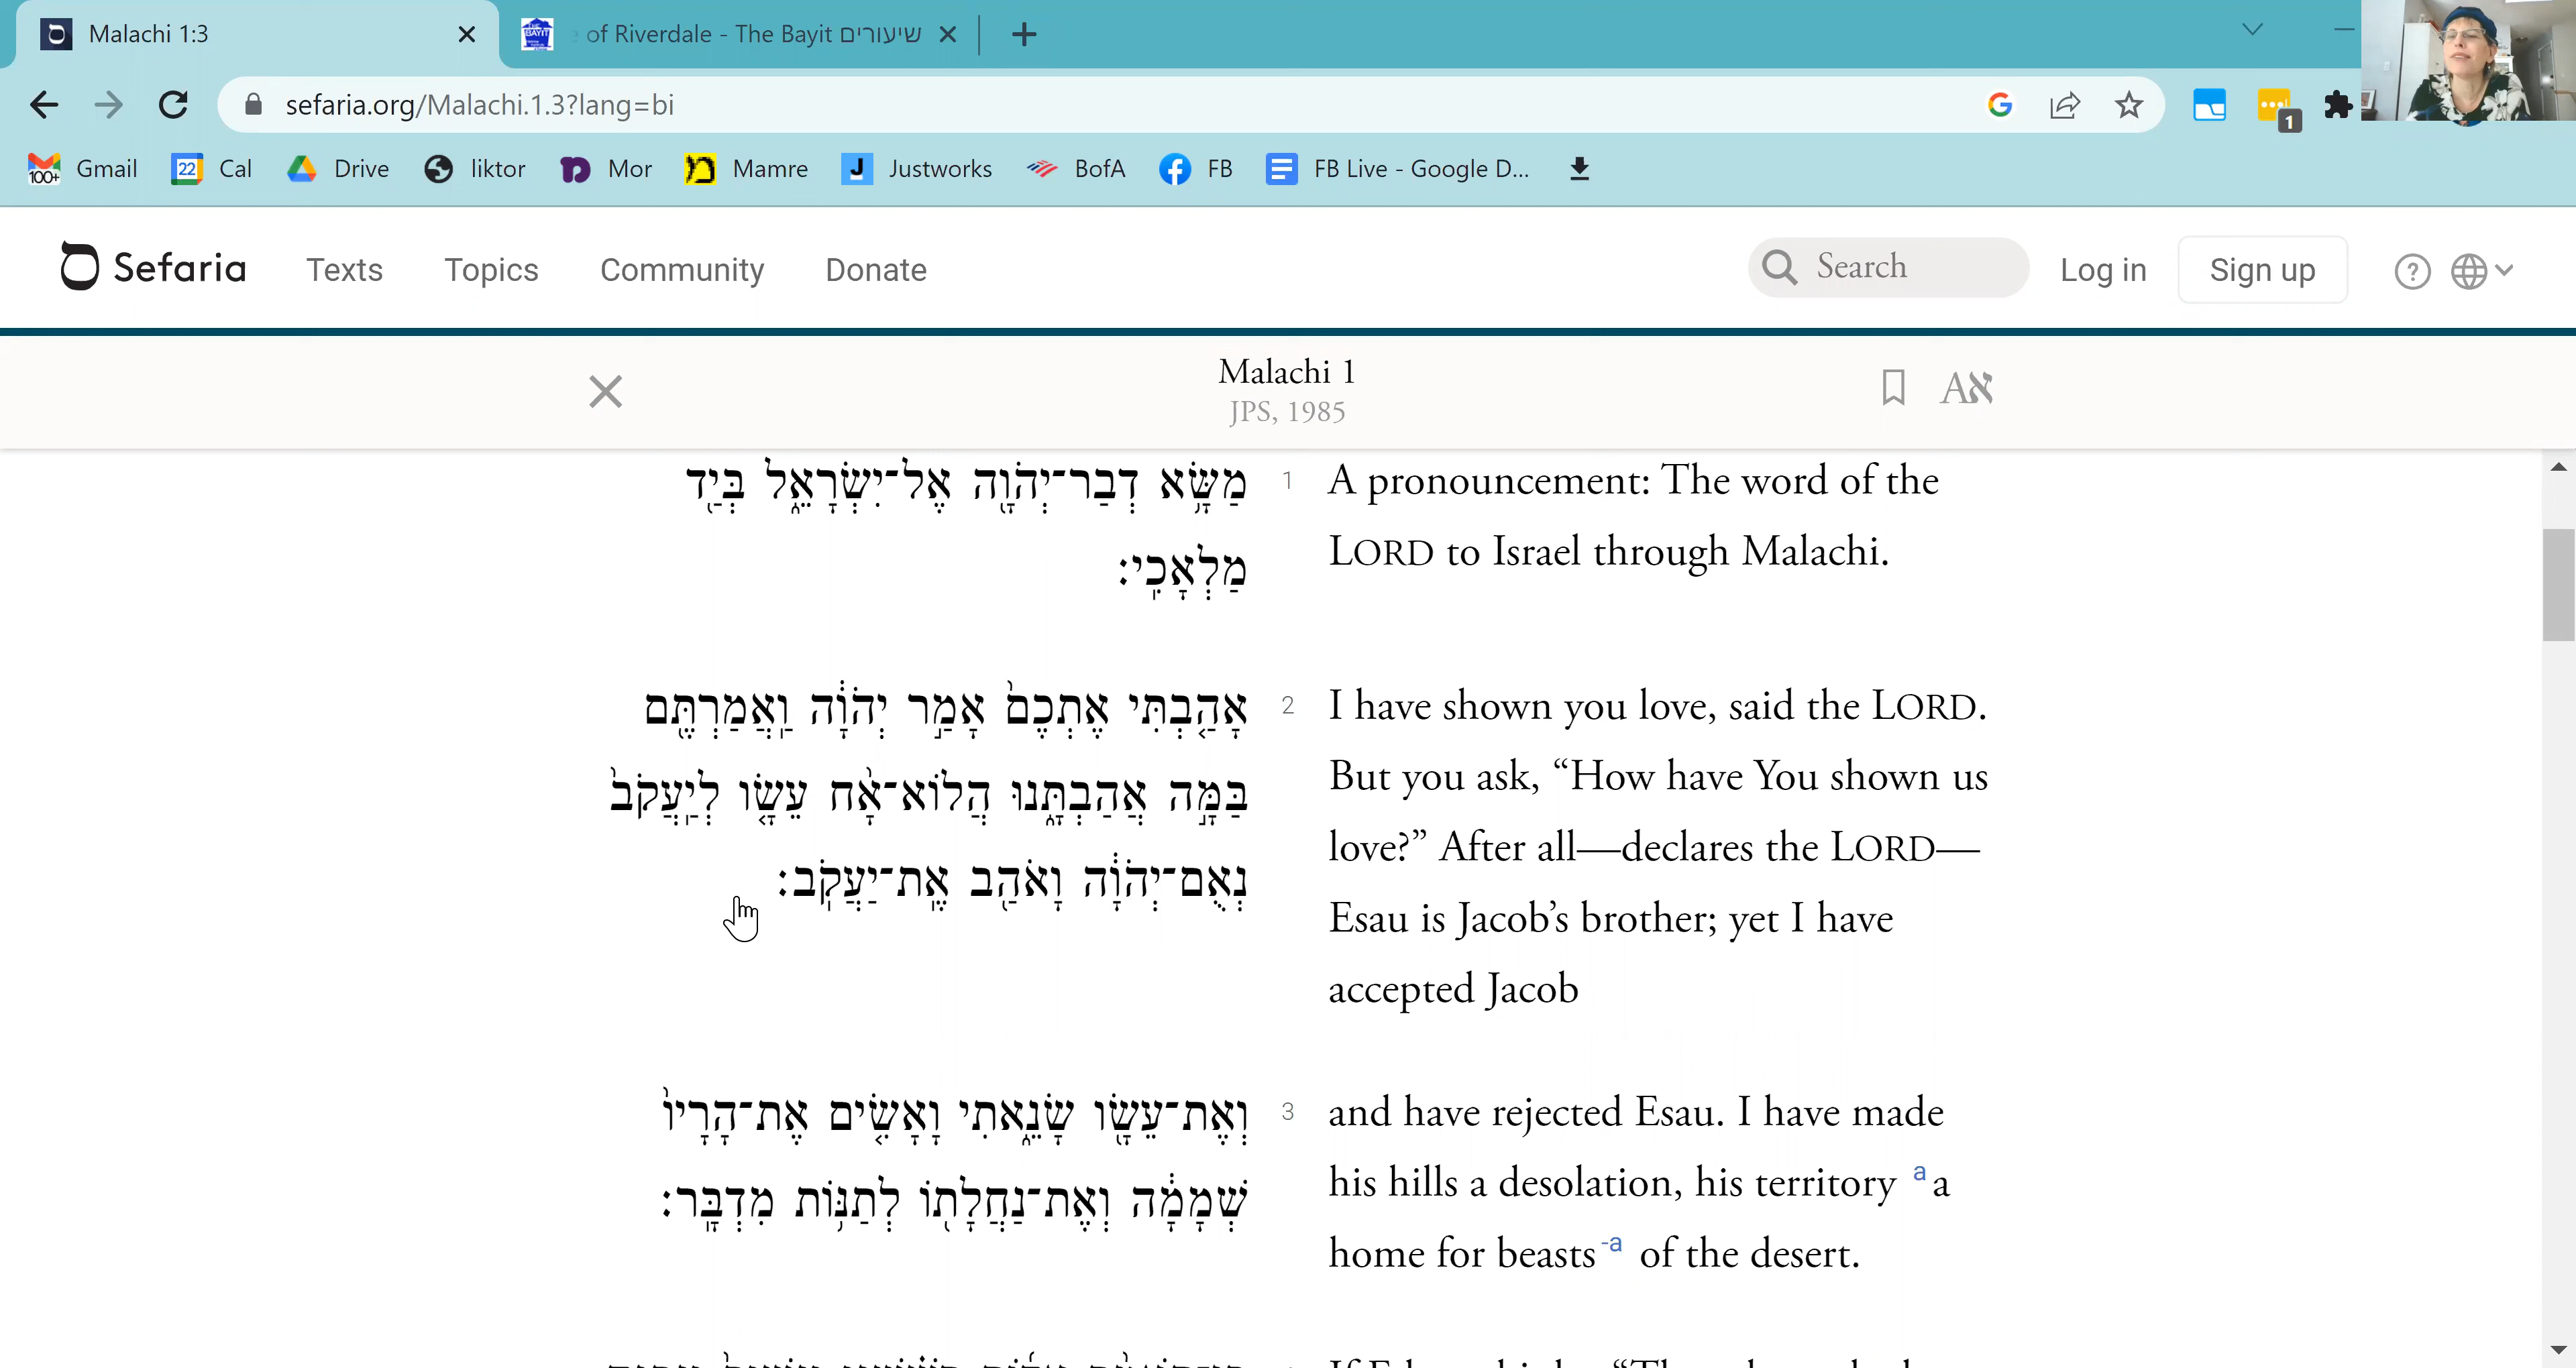 Malachi 1:3
of Riverdale - The Bayit שיעורים
sefaria.org/Malachi.1.3?lang=bi
1
100+ Gmail 22 Cal Drive liktor Mor Mamre J Justworks BofA FB FB Live - Google D...
Sefaria Texts Topics Community Donate Search Log in Sign up
Malachi 1
JPS, 1985
מַשָּׂ֥א דְבַר־יְהֹוָ֖ה אֶל־יִשְׂרָאֵ֑ל בְּיַ֖ד
מַלְאָכִֽי׃
1
A pronouncement: The word of the
LORD to Israel through Malachi.
אָהַ֤בְתִּי אֶתְכֶם֙ אָמַ֣ר יְהֹוָ֔ה וַאֲמַרְתֶּ֖ם
בַּמָּ֣ה אֲהַבְתָּ֑נוּ הֲלוֹא־אָ֨ח עֵשָׂ֤ו לְיַֽעֲקֹב֙
נְאֻם־יְהֹוָ֔ה וָאֹהַ֖ב אֶֽת־יַעֲקֹֽב׃
2
I have shown you love, said the LORD.
But you ask, “How have You shown us
love?” After all—declares the LORD—
Esau is Jacob’s brother; yet I have
accepted Jacob
וְאֶת־עֵשָׂ֖ו שָׂנֵ֑אתִי וָאָשִׂ֤ים אֶת־הָרָיו֙
שְׁמָמָ֔ה וְאֶת־נַחֲלָת֖וֹ לְתַנּ֥וֹת מִדְבָּֽר׃
3
and have rejected Esau. I have made
his hills a desolation, his territory a a
home for beasts -a of the desert.